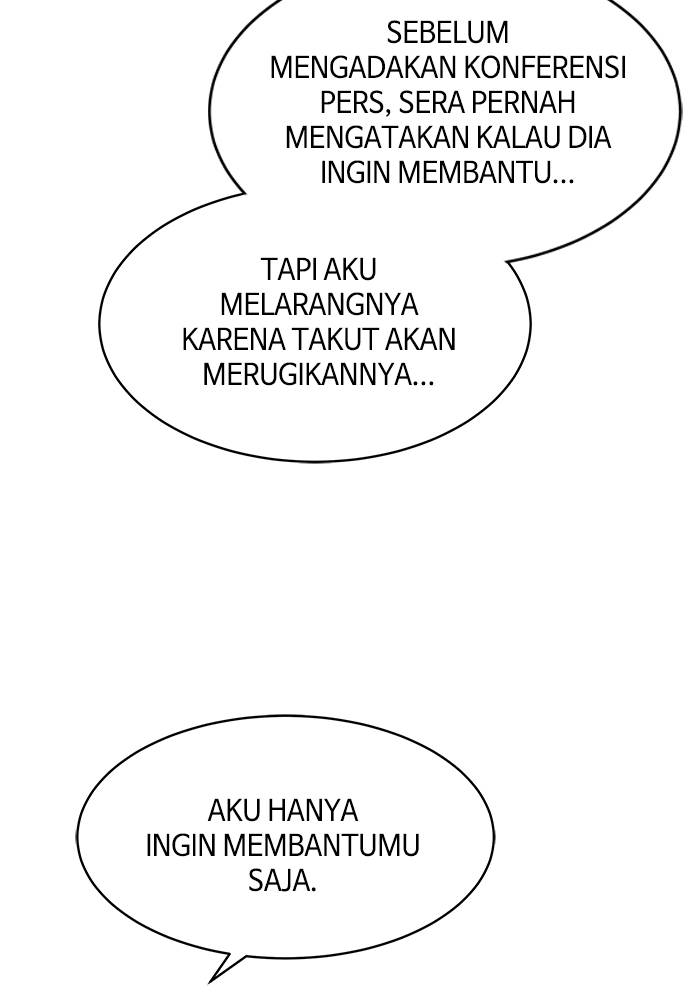 SEBELUM
MENGADAKAN KONFERENSI
PERS, SERA PERNAH
MENGATAKAN KALAU DIA
INGIN MEMBANTU...
TAPI AKU
MELARANGNYA
KARENA TAKUT AKAN
MERUGIKANNYA...
AKU HANYA
INGIN MEMBANTUMU
SAJA.